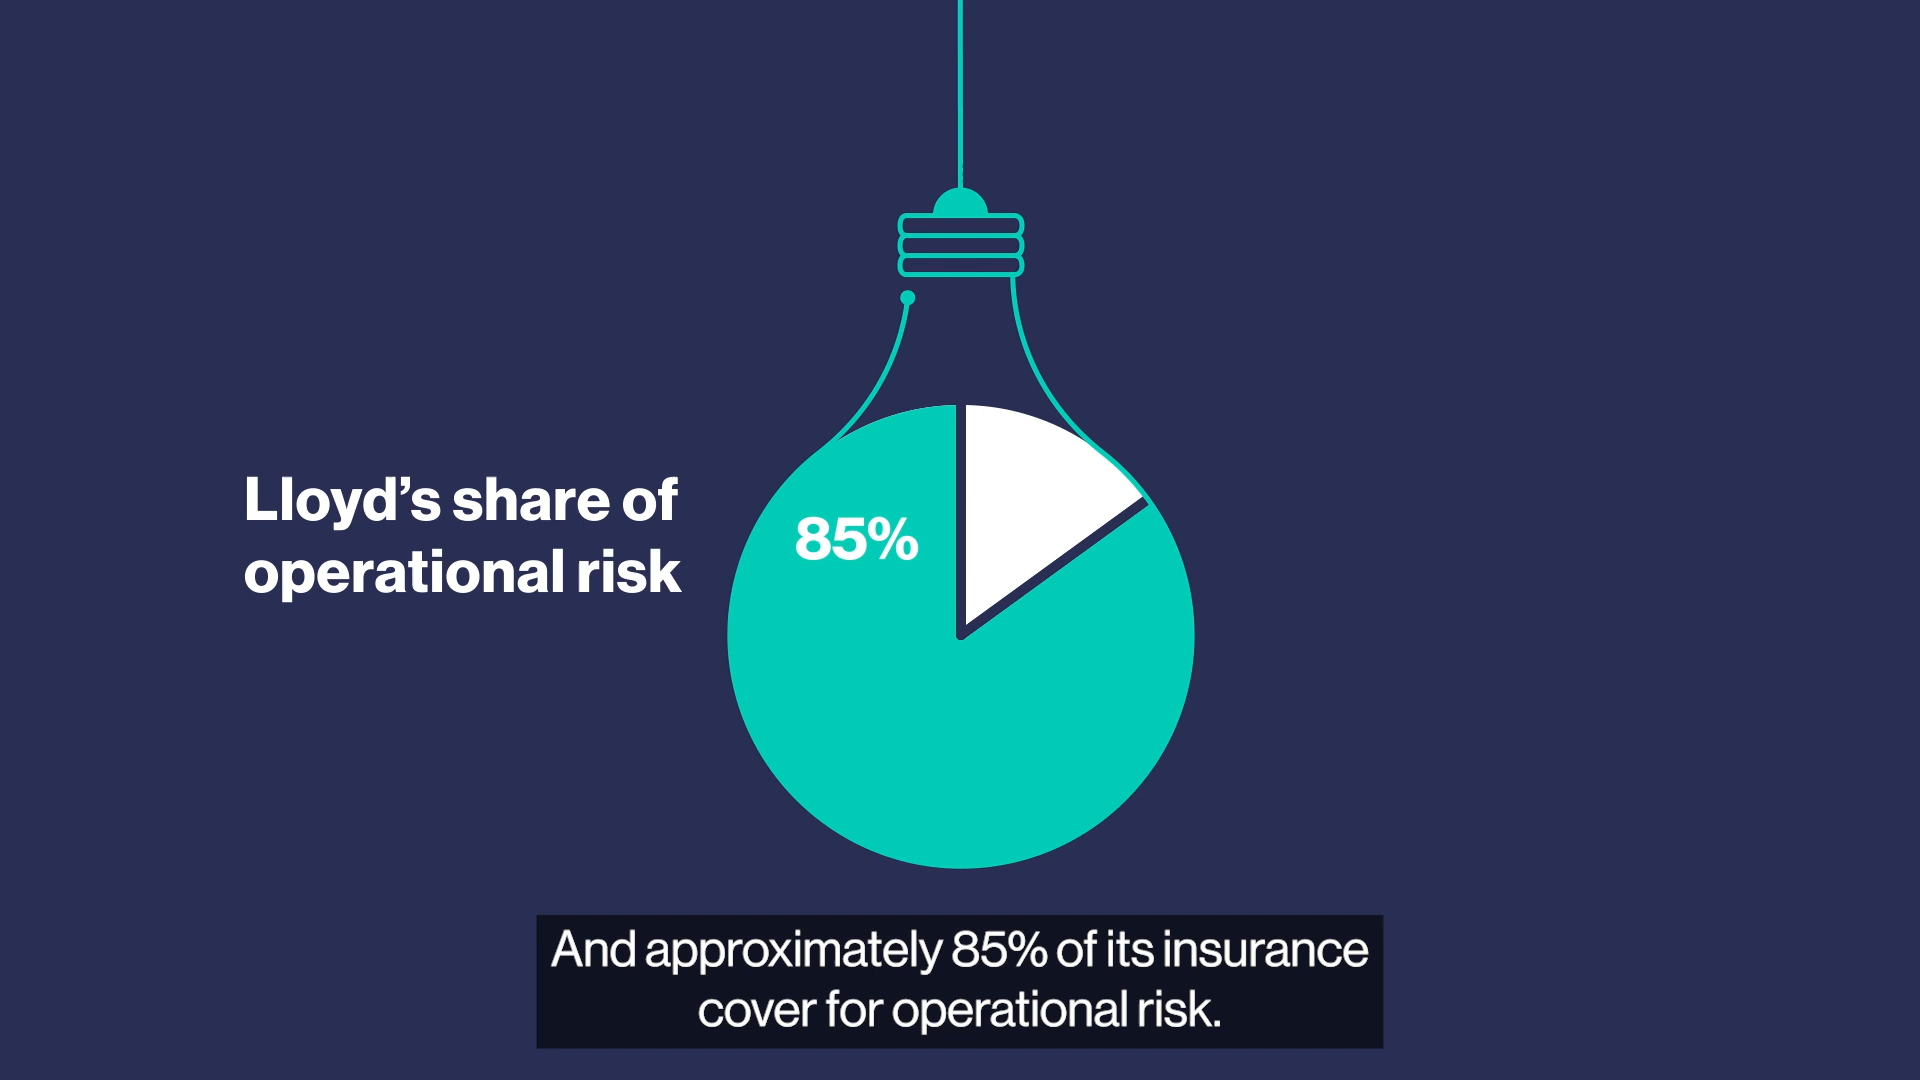 Lloyd’s share of
operational risk
85%
And approximately 85% of its insurance
cover for operational risk.